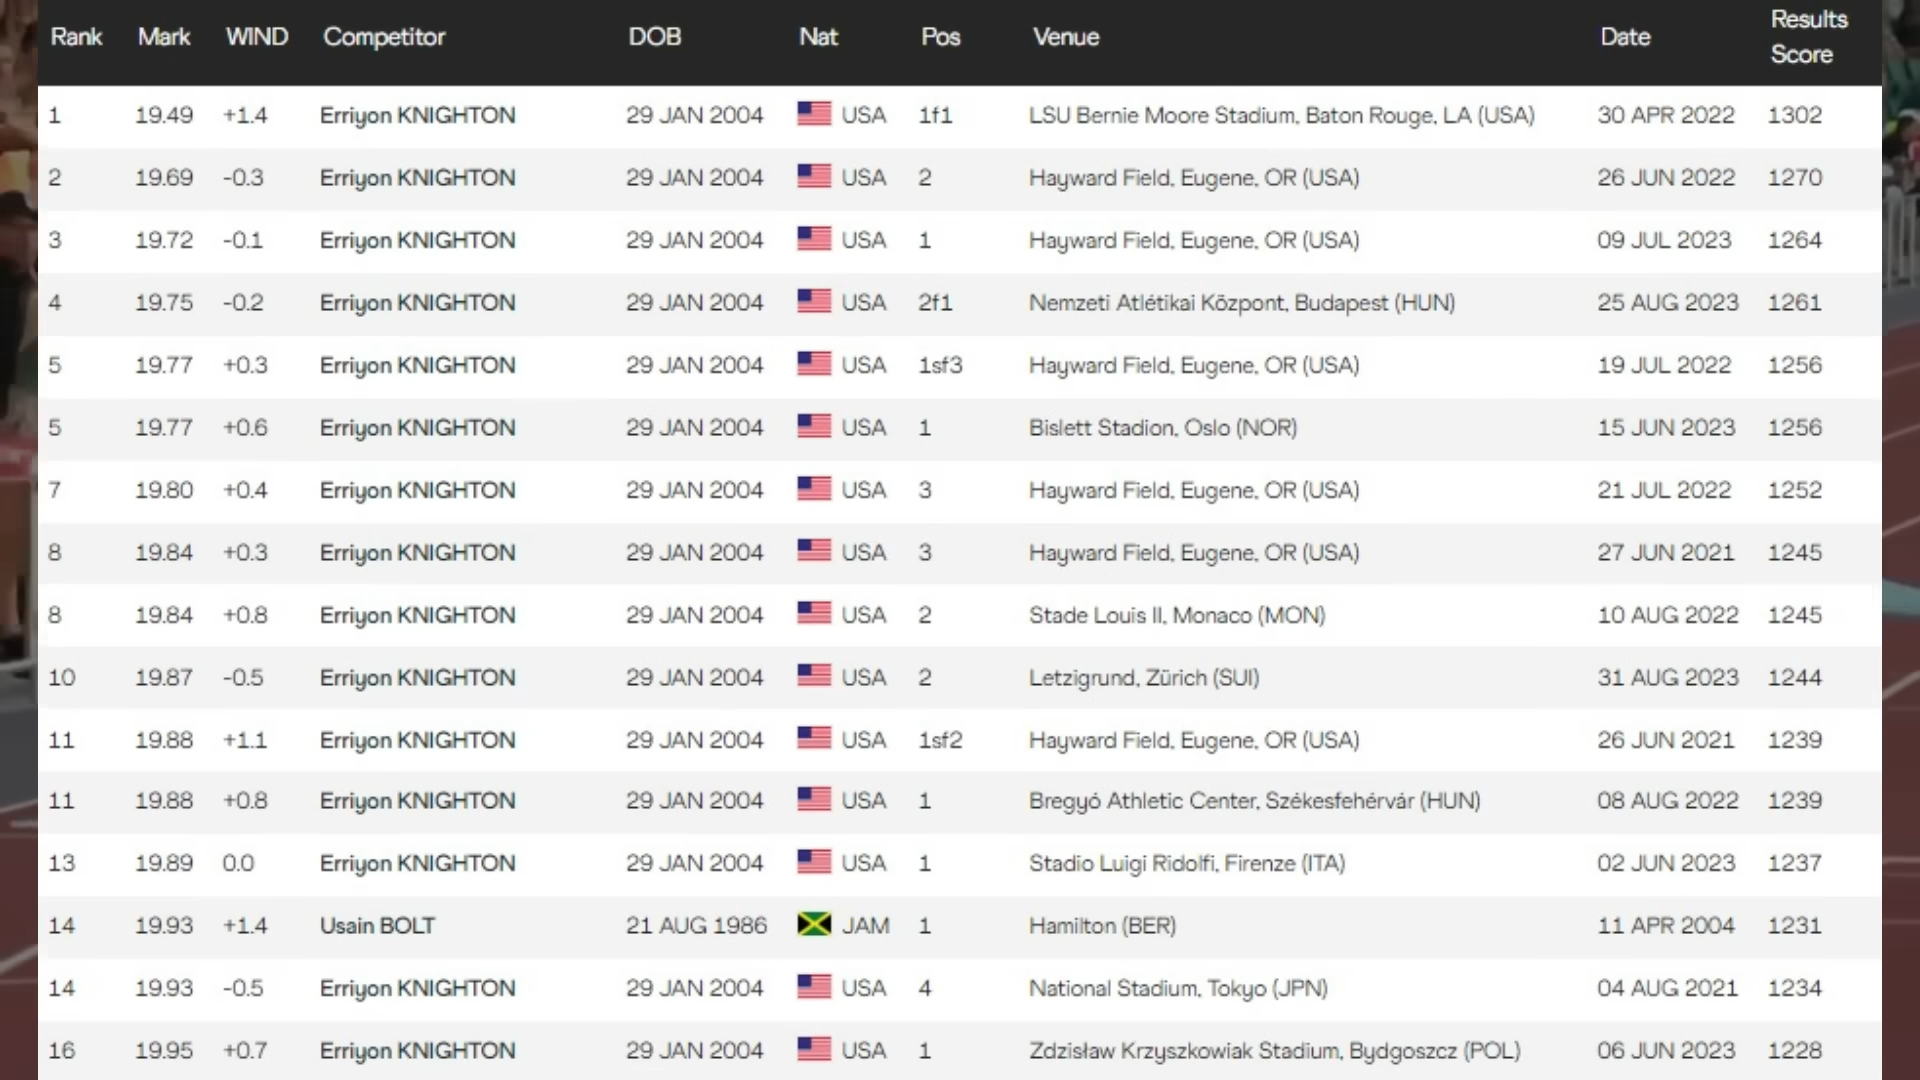 Rank Mark WIND Competitor DOB Nat Pos Venue Date Results Score
1 19.49 +1.4 Erriyon KNIGHTON 29 JAN 2004 USA 1f1 LSU Bernie Moore Stadium, Baton Rouge, LA (USA) 30 APR 2022 1302
2 19.69 -0.3 Erriyon KNIGHTON 29 JAN 2004 USA 2 Hayward Field, Eugene, OR (USA) 26 JUN 2022 1270
3 19.72 -0.1 Erriyon KNIGHTON 29 JAN 2004 USA 1 Hayward Field, Eugene, OR (USA) 09 JUL 2023 1264
4 19.75 -0.2 Erriyon KNIGHTON 29 JAN 2004 USA 2f1 Nemzeti Atlétikai Központ, Budapest (HUN) 25 AUG 2023 1261
5 19.77 +0.3 Erriyon KNIGHTON 29 JAN 2004 USA 1sf3 Hayward Field, Eugene, OR (USA) 19 JUL 2022 1256
5 19.77 +0.6 Erriyon KNIGHTON 29 JAN 2004 USA 1 Bislett Stadion, Oslo (NOR) 15 JUN 2023 1256
7 19.80 +0.4 Erriyon KNIGHTON 29 JAN 2004 USA 3 Hayward Field, Eugene, OR (USA) 21 JUL 2022 1252
8 19.84 +0.3 Erriyon KNIGHTON 29 JAN 2004 USA 3 Hayward Field, Eugene, OR (USA) 27 JUN 2021 1245
8 19.84 +0.8 Erriyon KNIGHTON 29 JAN 2004 USA 2 Stade Louis II, Monaco (MON) 10 AUG 2022 1245
10 19.87 -0.5 Erriyon KNIGHTON 29 JAN 2004 USA 2 Letzigrund, Zürich (SUI) 31 AUG 2023 1244
11 19.88 +1.1 Erriyon KNIGHTON 29 JAN 2004 USA 1sf2 Hayward Field, Eugene, OR (USA) 26 JUN 2021 1239
11 19.88 +0.8 Erriyon KNIGHTON 29 JAN 2004 USA 1 Bregyó Athletic Center, Székesfehérvár (HUN) 08 AUG 2022 1239
13 19.89 0.0 Erriyon KNIGHTON 29 JAN 2004 USA 1 Stadio Luigi Ridolfi, Firenze (ITA) 02 JUN 2023 1237
14 19.93 +1.4 Usain BOLT 21 AUG 1986 JAM 1 Hamilton (BER) 11 APR 2004 1231
14 19.93 -0.5 Erriyon KNIGHTON 29 JAN 2004 USA 4 National Stadium, Tokyo (JPN) 04 AUG 2021 1234
16 19.95 +0.7 Erriyon KNIGHTON 29 JAN 2004 USA 1 Zdzisław Krzyszkowiak Stadium, Bydgoszcz (POL) 06 JUN 2023 1228